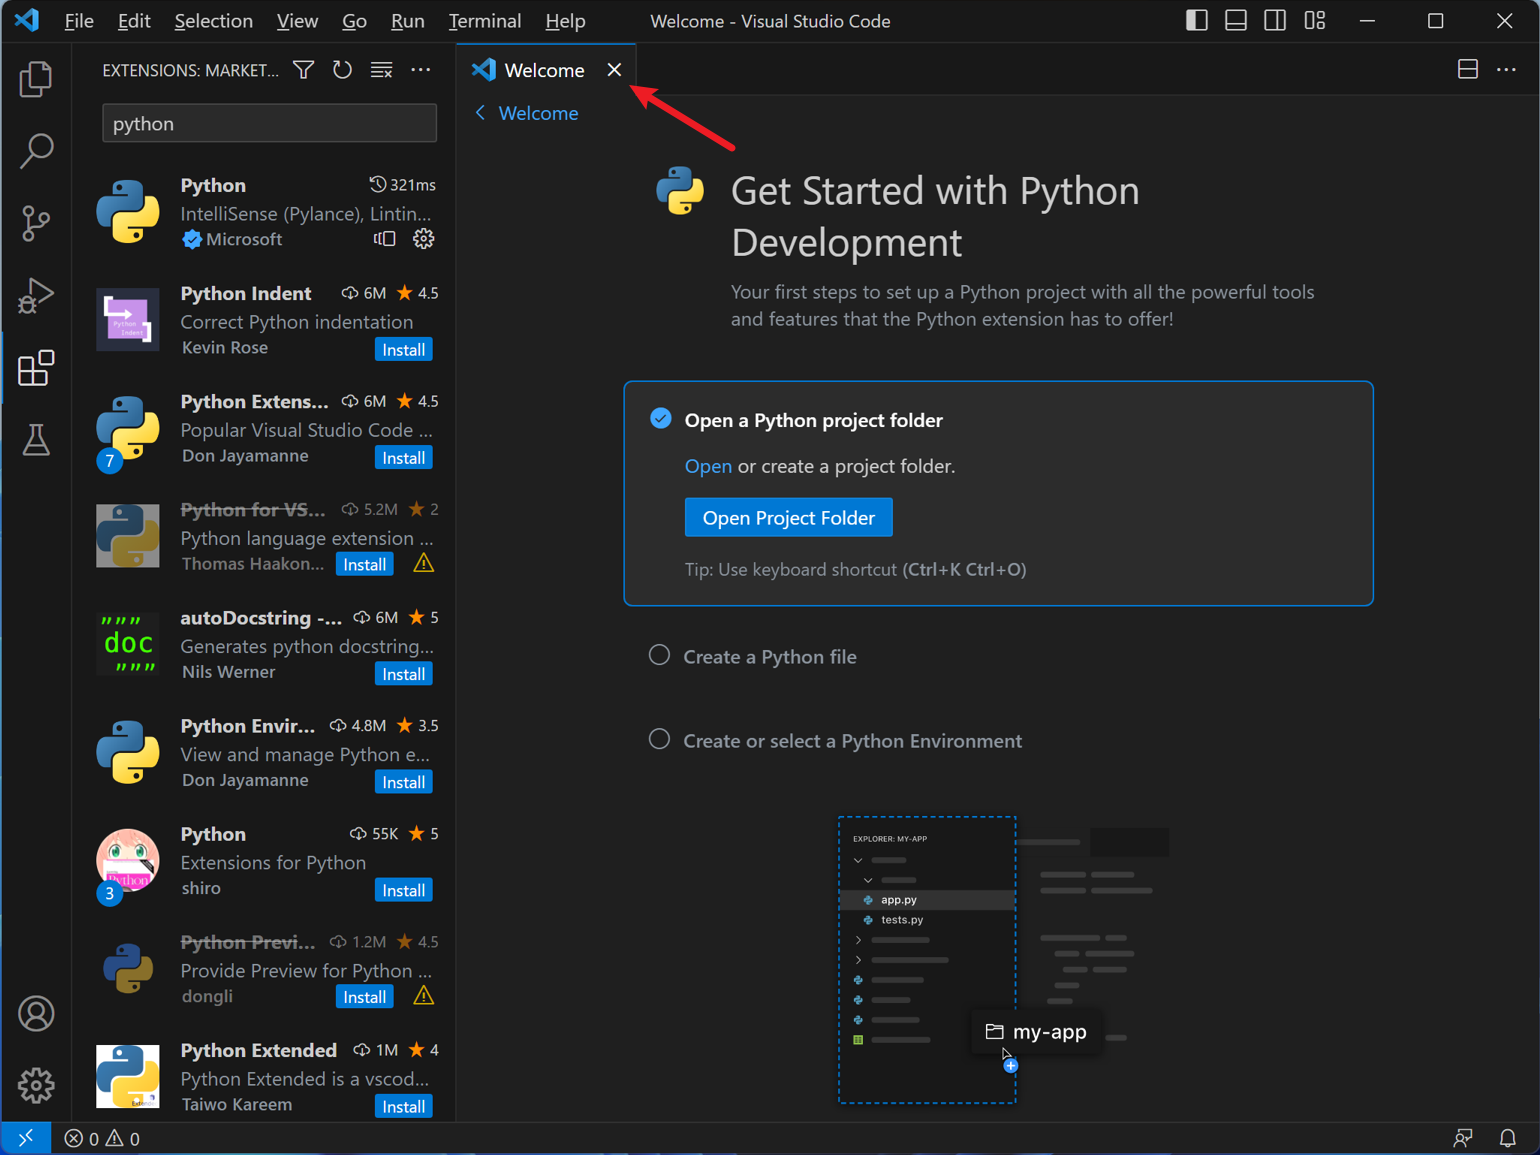 File Edit Selection View Go Run Terminal Help Welcome - Visual Studio Code
EXTENSIONS: MARKET...
python
Python 321ms
IntelliSense (Pylance), Lintin...
Microsoft
Python Indent 6M 4.5
Correct Python indentation
Kevin Rose Install
Python Extens... 6M 4.5
Popular Visual Studio Code ...
7 Don Jayamanne Install
Python for VS... 5.2M 2
Python language extension ...
Thomas Haakon... Install
autoDocstring -... 6M 5
""" doc """
Generates python docstring...
Nils Werner Install
Python Envir... 4.8M 3.5
View and manage Python e...
Don Jayamanne Install
Python 55K 5
Extensions for Python
Python
3 shiro Install
Python Previ... 1.2M 4.5
Provide Preview for Python ...
dongli Install
Python Extended 1M 4
Python Extended is a vscod...
Taiwo Kareem
Install
Welcome
Welcome
Get Started with Python
Development
Your first steps to set up a Python project with all the powerful tools
and features that the Python extension has to offer!
Open a Python project folder
Open or create a project folder.
Open Project Folder
Tip: Use keyboard shortcut (Ctrl+K Ctrl+O)
Create a Python file
Create or select a Python Environment
EXPLORER: MY-APP
app.py
tests.py
my-app
0 0